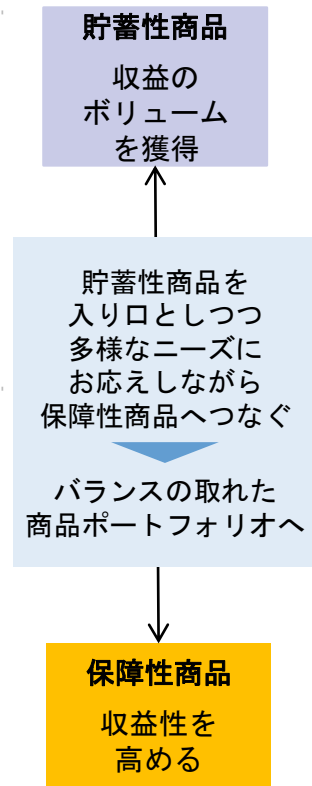 貯蓄性商品
収益の
ボリューム
を獲得
貯蓄性商品を
入り口としつつ
多様なニーズに
お応えしながら
保障性商品へつなぐ
バランスの取れた
商品ポートフォリオへ
保障性商品
収益性を
高める